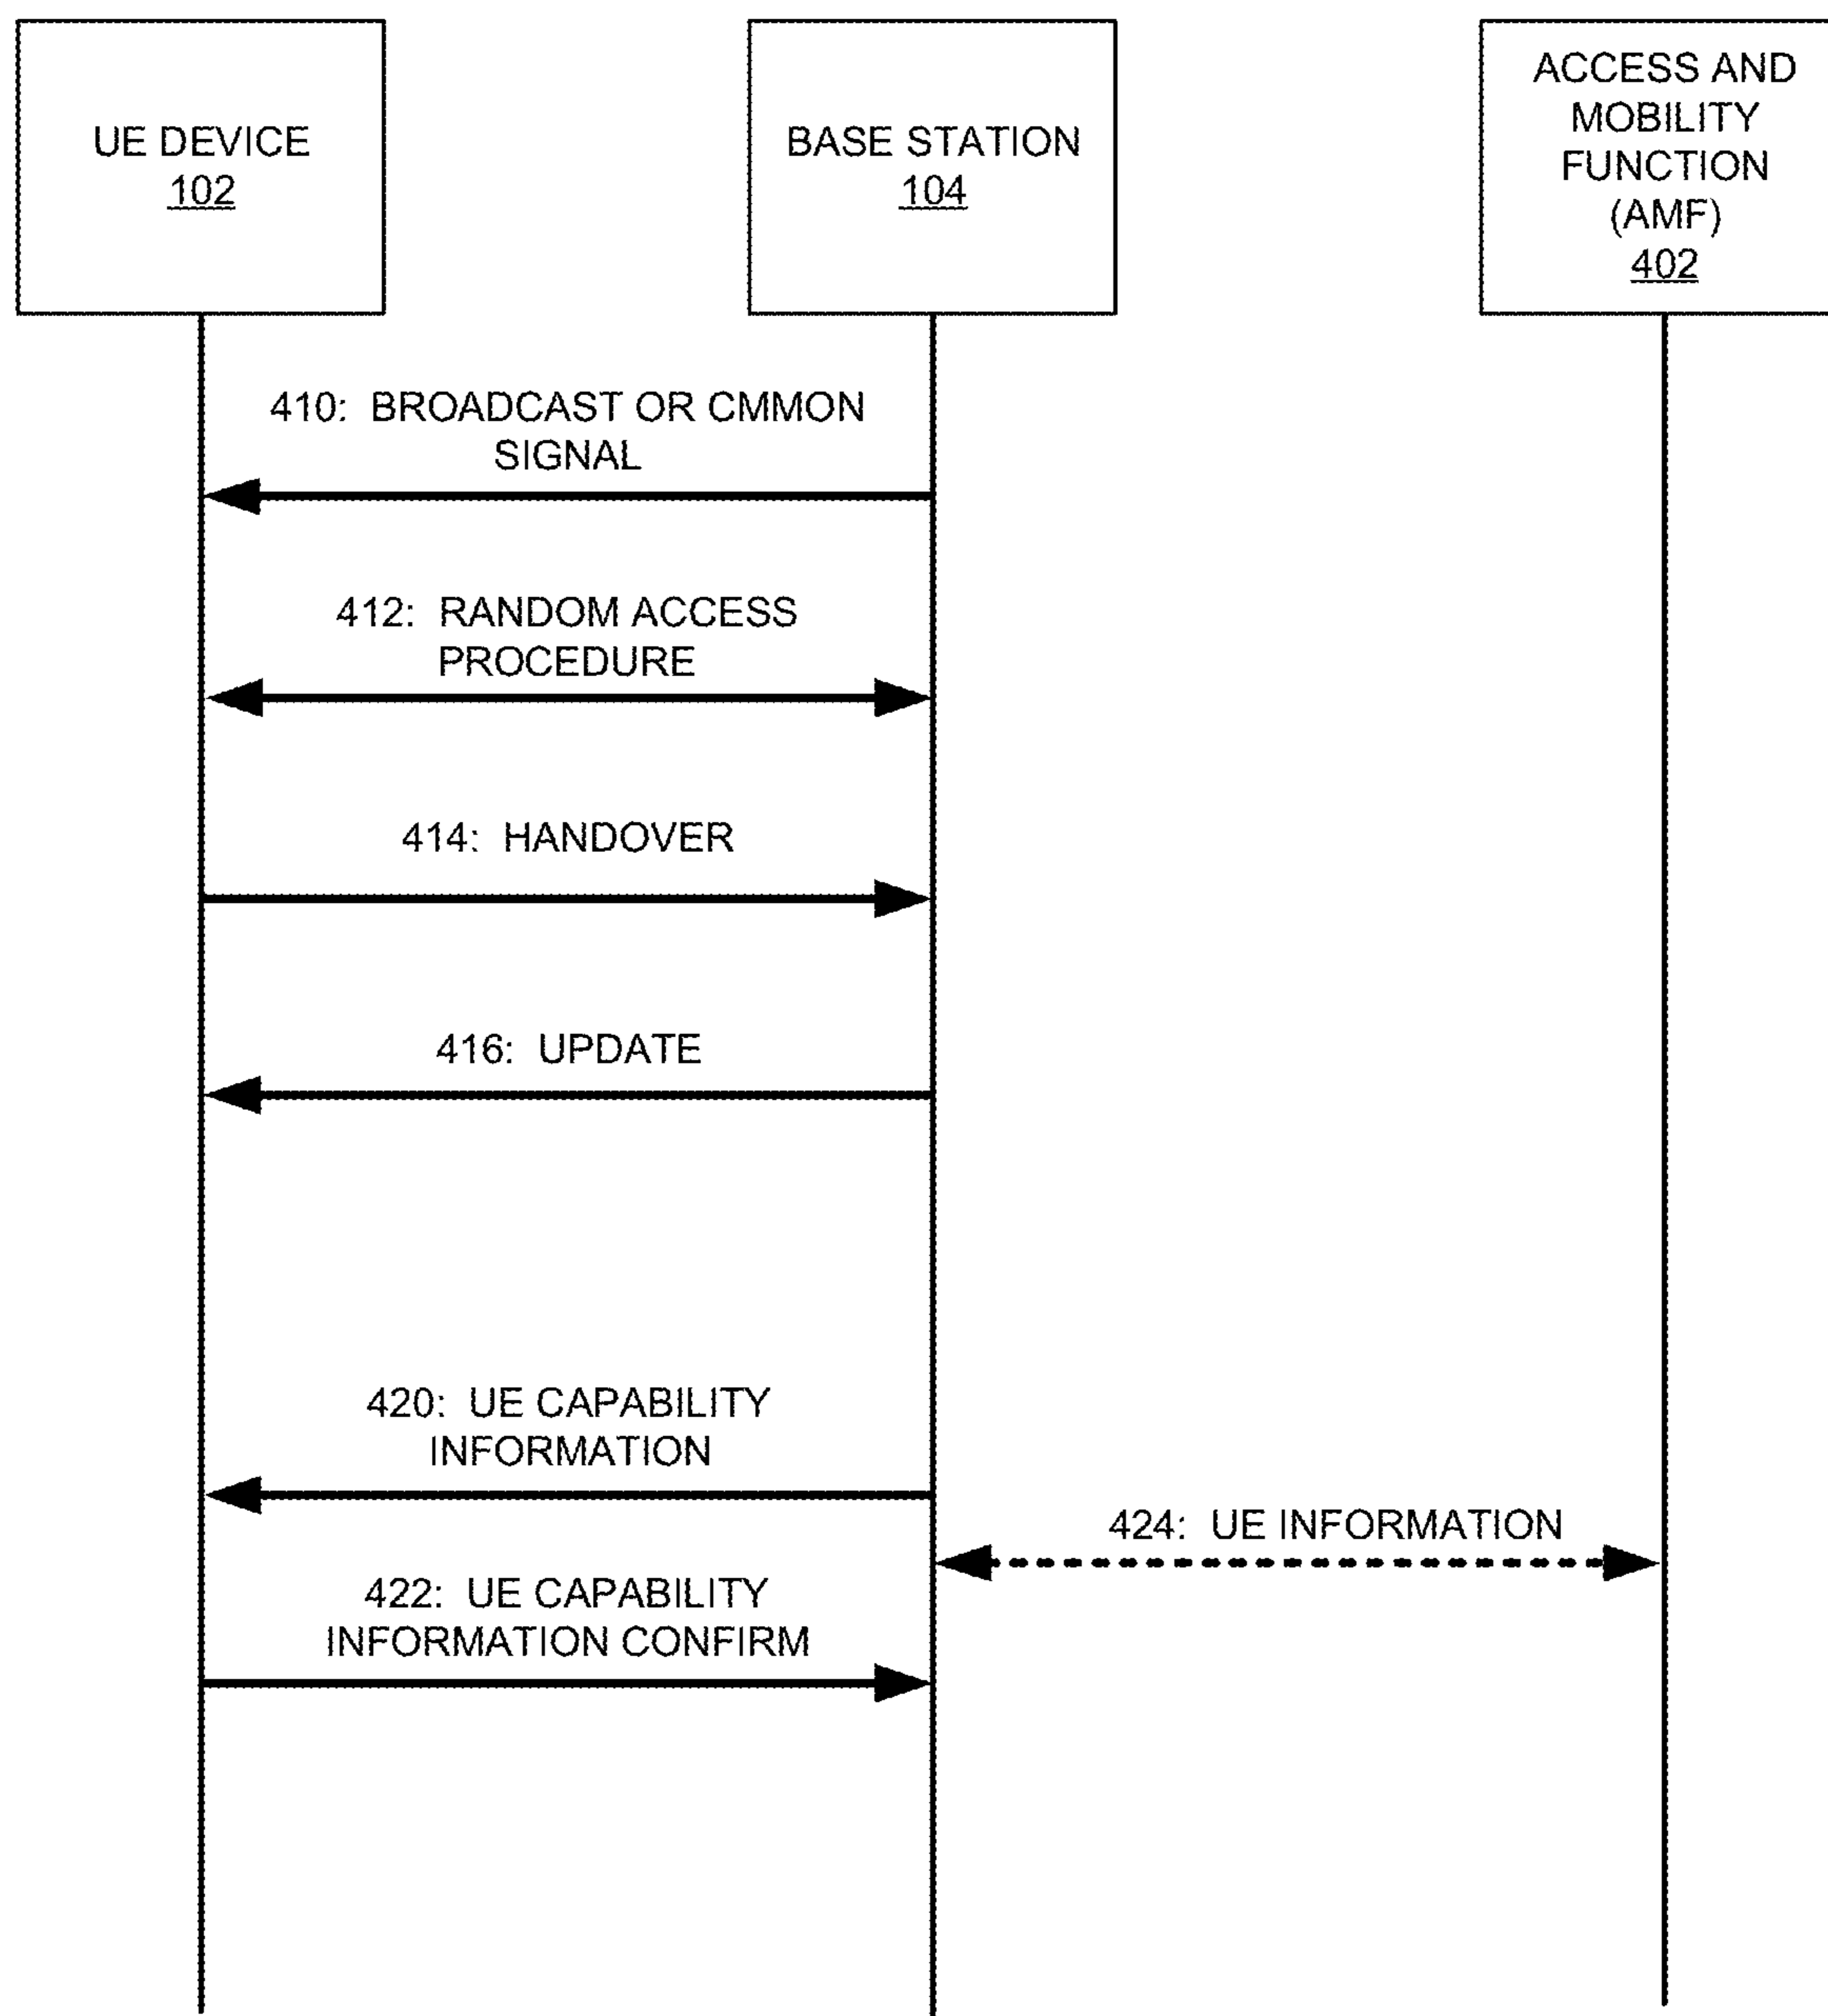 UE DEVICE
102
BASE STATION
104
ACCESS AND
MOBILITY
FUNCTION
(AMF)
402
410: BROADCAST OR CMMON
SIGNAL
412: RANDOM ACCESS
PROCEDURE
414: HANDOVER
416: UPDATE
420: UE CAPABILITY
INFORMATION
424: UE INFORMATION
422: UE CAPABILITY
INFORMATION CONFIRM